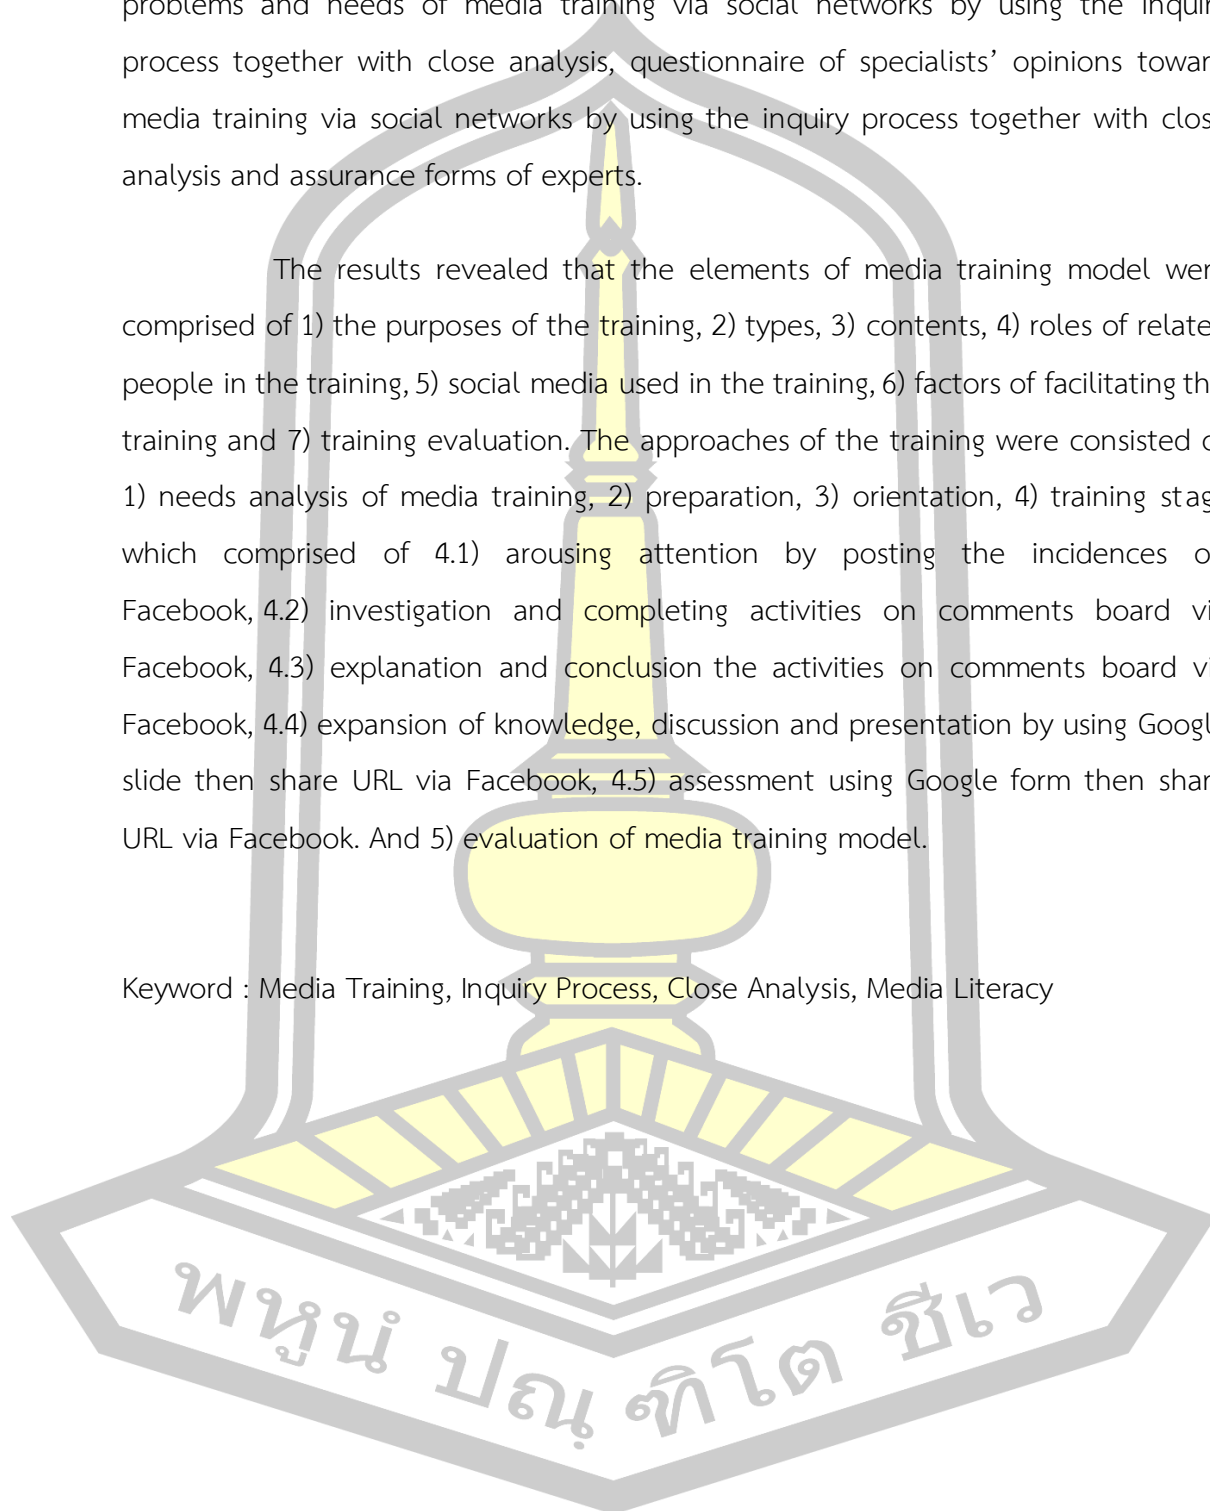 problems and needs of media training via social networks by using the inquir
process together with close analysis, questionnaire of specialists’ opinions towar
media training via social networks by using the inquiry process together with clos
analysis and assurance forms of experts.
The results revealed that the elements of media training model wer
comprised of 1) the purposes of the training, 2) types, 3) contents, 4) roles of relate
people in the training, 5) social media used in the training, 6) factors of facilitating th
training and 7) training evaluation. The approaches of the training were consisted o
1) needs analysis of media training, 2) preparation, 3) orientation, 4) training stag
which comprised of 4.1) arousing attention by posting the incidences o
Facebook, 4.2) investigation and completing activities on comments board vi
Facebook, 4.3) explanation and conclusion the activities on comments board vi
Facebook, 4.4) expansion of knowledge, discussion and presentation by using Googl
slide then share URL via Facebook, 4.5) assessment using Google form then shar
URL via Facebook. And 5) evaluation of media training model.
Keyword : Media Training, Inquiry Process, Close Analysis, Media Literacy
พหูนํ ปณฺ ฑิโต ชีเว